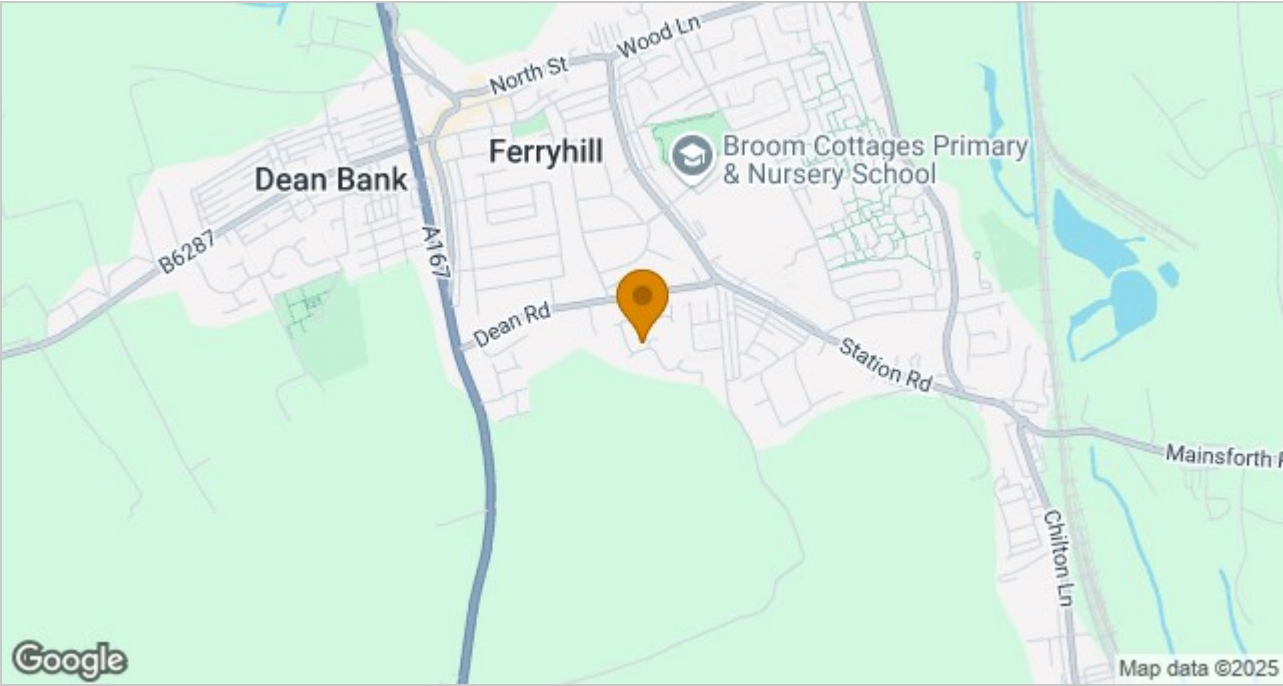 Wood Ln
North St
Ferryhill
Broom Cottages Primary
& Nursery School
Dean Bank
B6287
A167
Dean Rd
Station Rd
Mainsforth R
Chilton Ln
Google
Map data ©2025